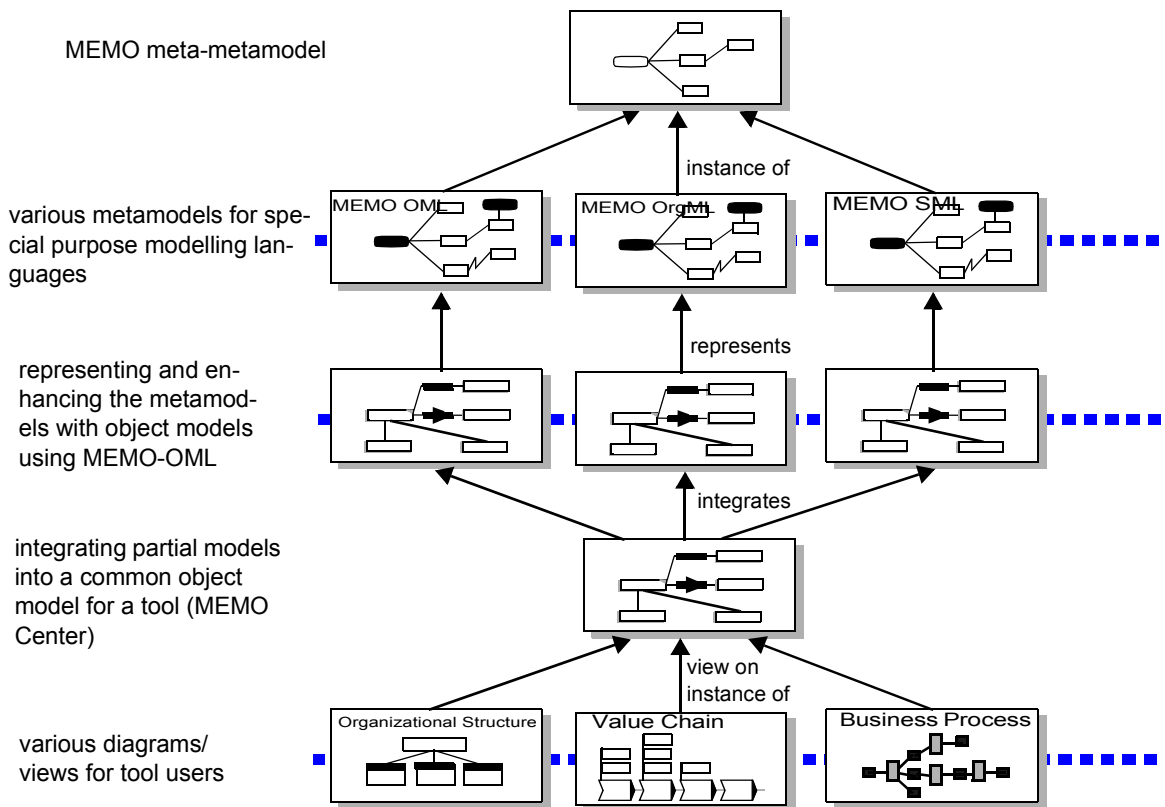 MEMO meta-metamodel
instance of
various metamodels for spe-
cial purpose modelling lan-
guages
MEMO OML
MEMO OrgML
MEMO SML
represents
representing and en-
hancing the metamod-
els with object models
using MEMO-OML
integrates
integrating partial models
into a common object
model for a tool (MEMO
Center)
view on
instance of
various diagrams/
views for tool users
Organizational Structure
Value Chain
Business Process